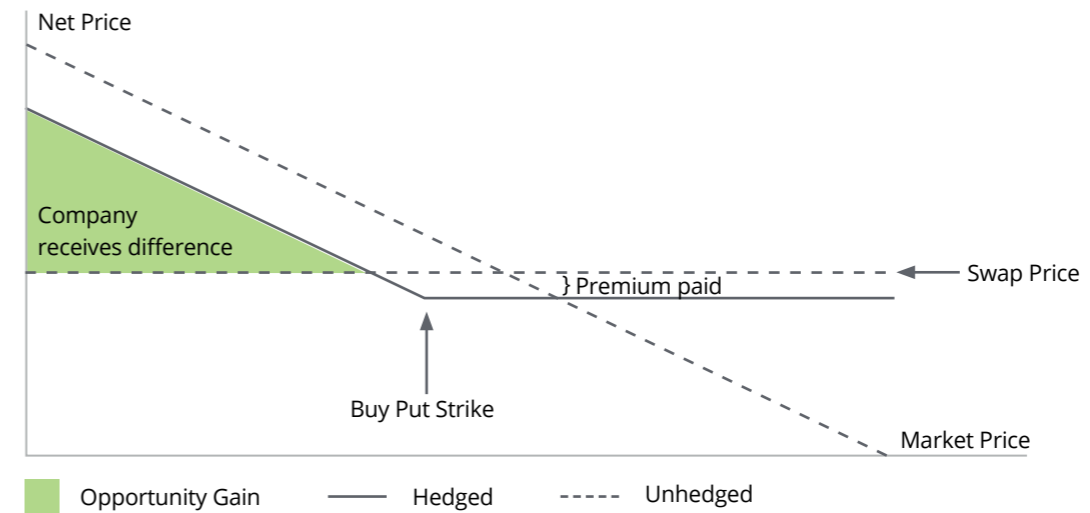 Net Price
Company
receives difference
} Premium paid
Swap Price
Buy Put Strike
Market Price
Opportunity Gain
Hedged
Unhedged